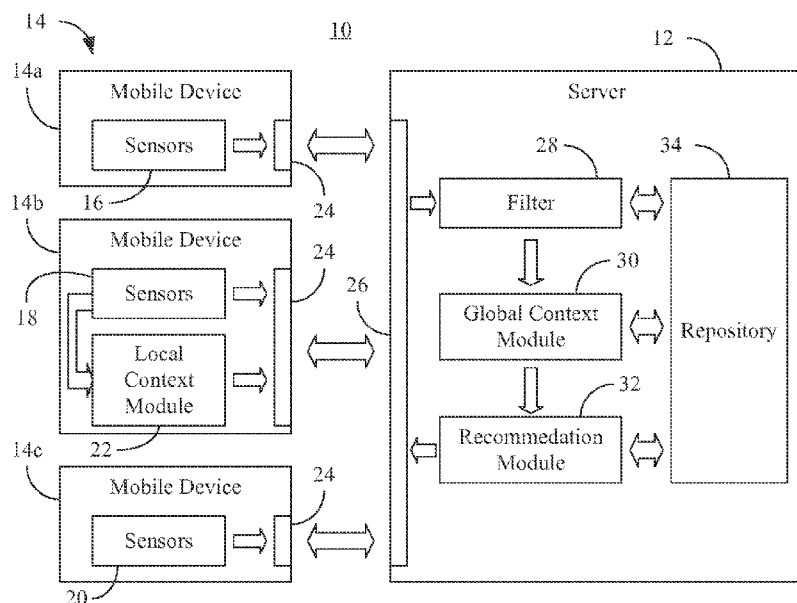 14
10
12
14a
Mobile Device
Sensors
16
24
14b
Mobile Device
24
Sensors
18
Local
Context
Module
22
14c
Mobile Device
24
Sensors
20
Server
26
28
34
Filter
30
Global Context
Module
Repository
32
Recommedation
Module